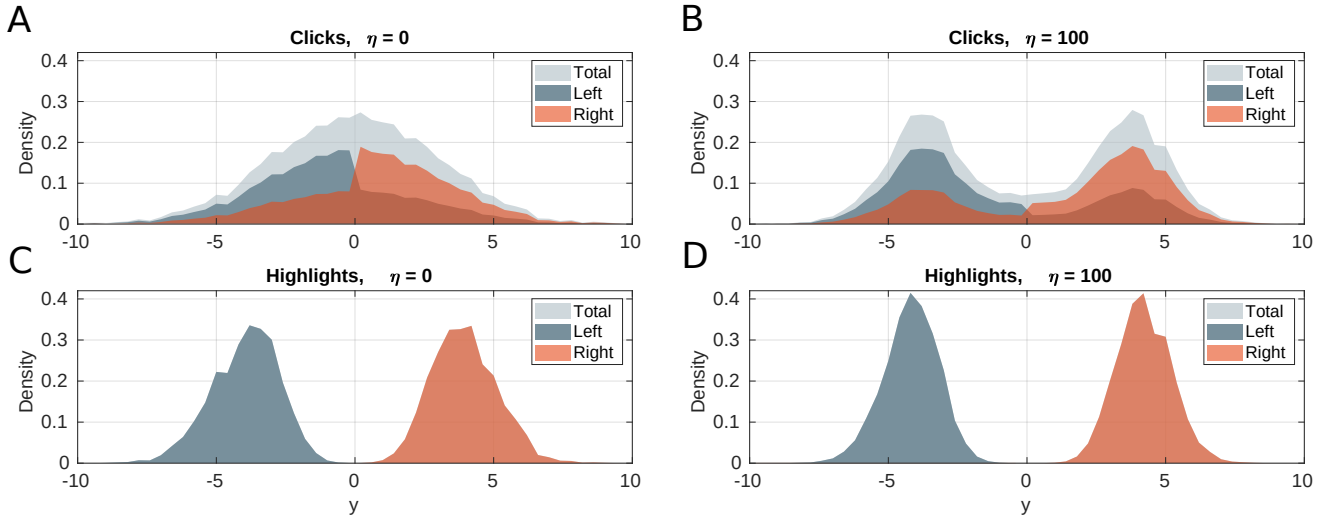 A
Clicks, η = 0
0.4
0.3
0.2
0.1
0
Density
Total
Left
Right
-10
-5
0
5
10
B
Clicks, η = 100
0.4
0.3
0.2
0.1
0
Density
Total
Left
Right
-10
-5
0
5
10
C
Highlights, η = 0
0.4
0.3
0.2
0.1
0
Density
Total
Left
Right
-10
-5
0
5
10
y
D
Highlights, η = 100
0.4
0.3
0.2
0.1
0
Density
Total
Left
Right
-10
-5
0
5
10
y